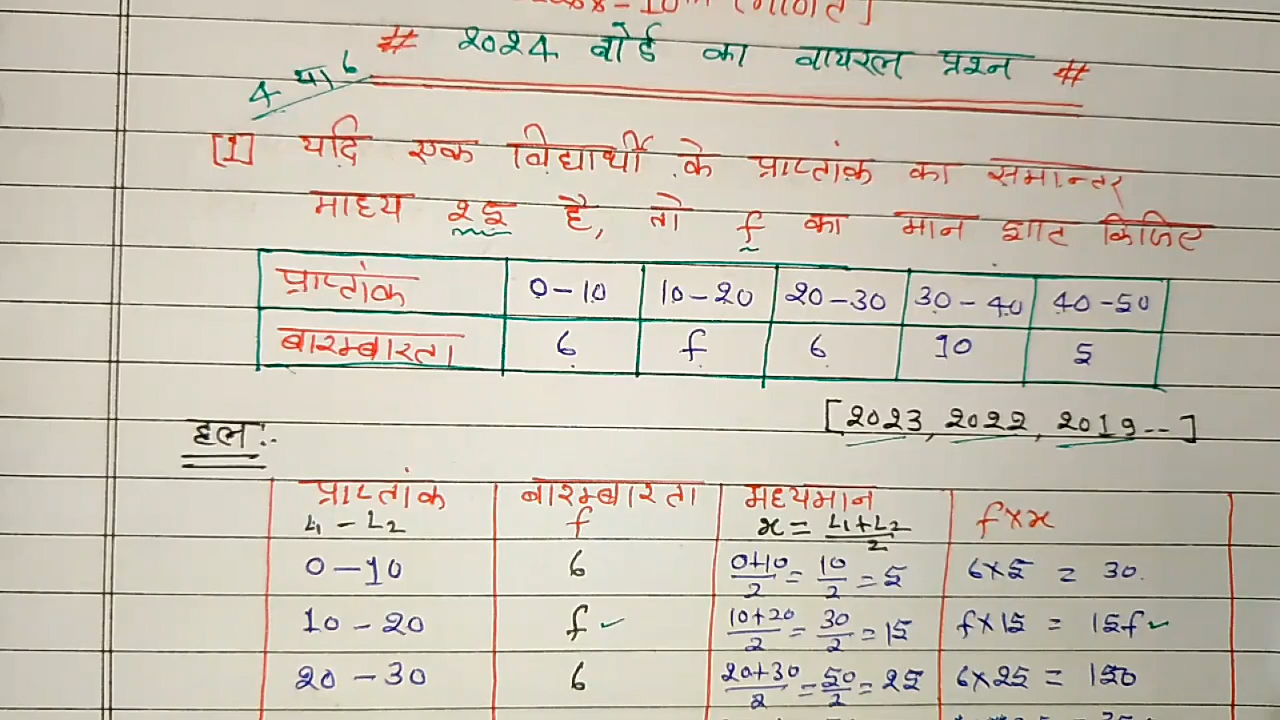 # 2024 बोर्ड का वायरल प्रश्न #
4 या 6
[1] यदि एक विद्यार्थी के प्राप्तांक का समान्तर
माध्य 25 है, तो f का मान ज्ञात किजिए
प्राप्तांक 0-10 10-20 20-30 30-40 40-50
बारम्बारता 6 f 6 10 5
[2023, 2022, 2019--]
हल:-
प्राप्तांक बारम्बारता मध्यमान f×x
L1 - L2 f x = L1+L2/2
0-10 6 0+10/2 = 10/2 = 5 6×5 = 30
10-20 f 10+20/2 = 30/2 = 15 f×15 = 15f
20-30 6 20+30/2 = 50/2 = 25 6×25 = 150